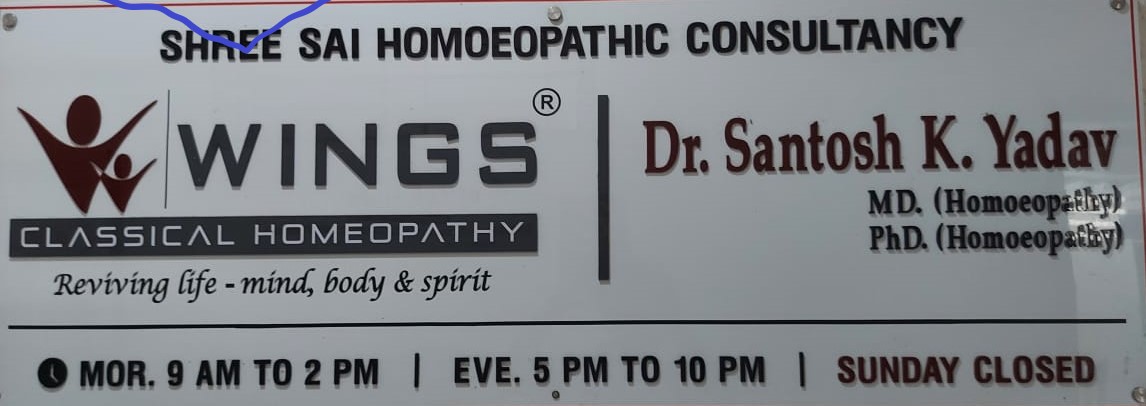 SHREE SAI HOMOEOPATHIC CONSULTANCY
WINGS®
CLASSICAL HOMEOPATHY
Reviving life - mind, body & spirit
Dr. Santosh K. Yadav
MD. (Homoeopathy)
PhD. (Homoeopathy)
MOR. 9 AM TO 2 PM | EVE. 5 PM TO 10 PM | SUNDAY CLOSED